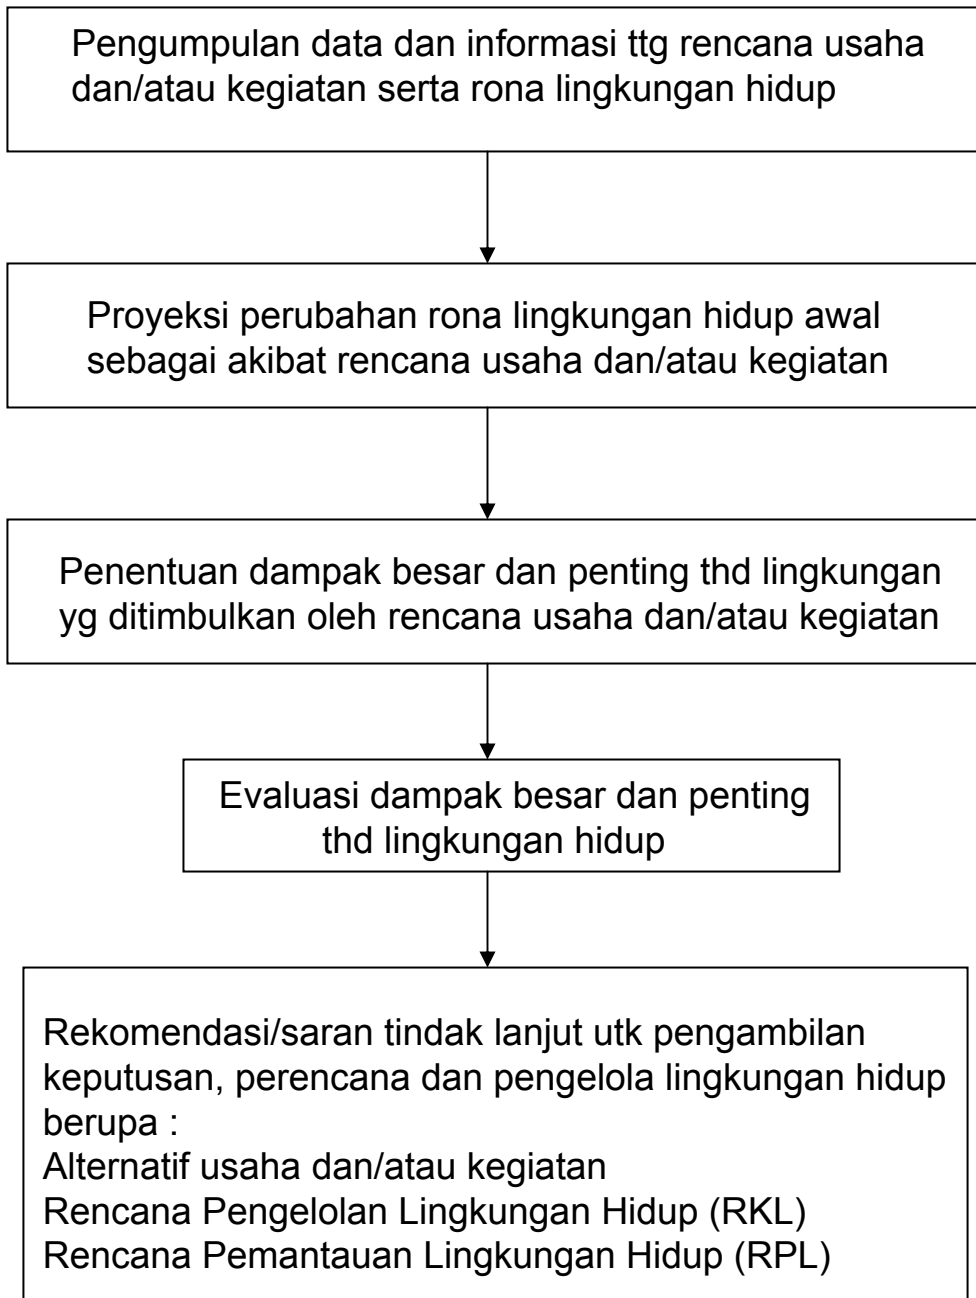 Pengumpulan data dan informasi ttg rencana usaha
dan/atau kegiatan serta rona lingkungan hidup
Proyeksi perubahan rona lingkungan hidup awal
sebagai akibat rencana usaha dan/atau kegiatan
Penentuan dampak besar dan penting thd lingkungan
yg ditimbulkan oleh rencana usaha dan/atau kegiatan
Evaluasi dampak besar dan penting
thd lingkungan hidup
Rekomendasi/saran tindak lanjut utk pengambilan
keputusan, perencana dan pengelola lingkungan hidup
berupa :
Alternatif usaha dan/atau kegiatan
Rencana Pengelolan Lingkungan Hidup (RKL)
Rencana Pemantauan Lingkungan Hidup (RPL)